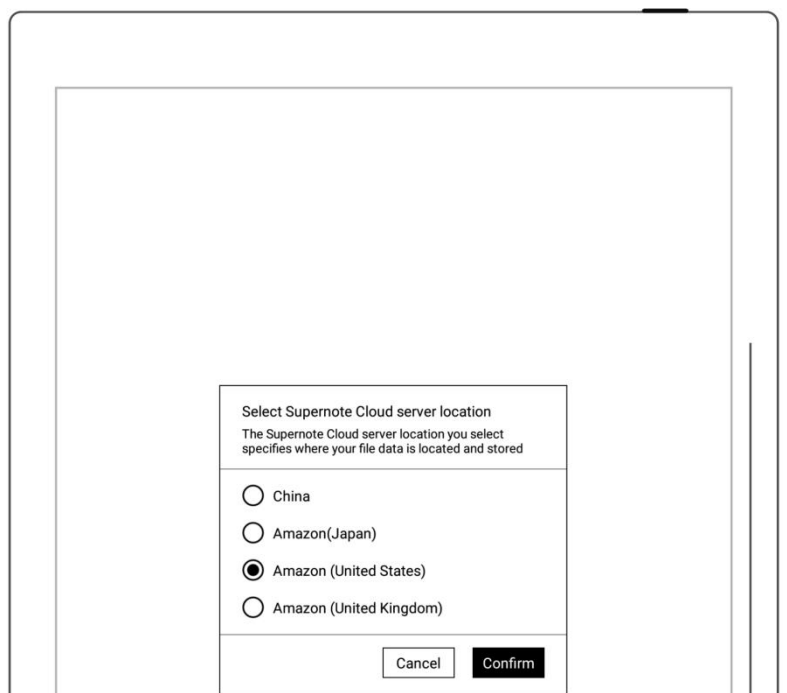 Select Supernote Cloud server location
The Supernote Cloud server location you select
specifies where your file data is located and stored
China
Amazon(Japan)
Amazon (United States)
Amazon (United Kingdom)
Cancel Confirm